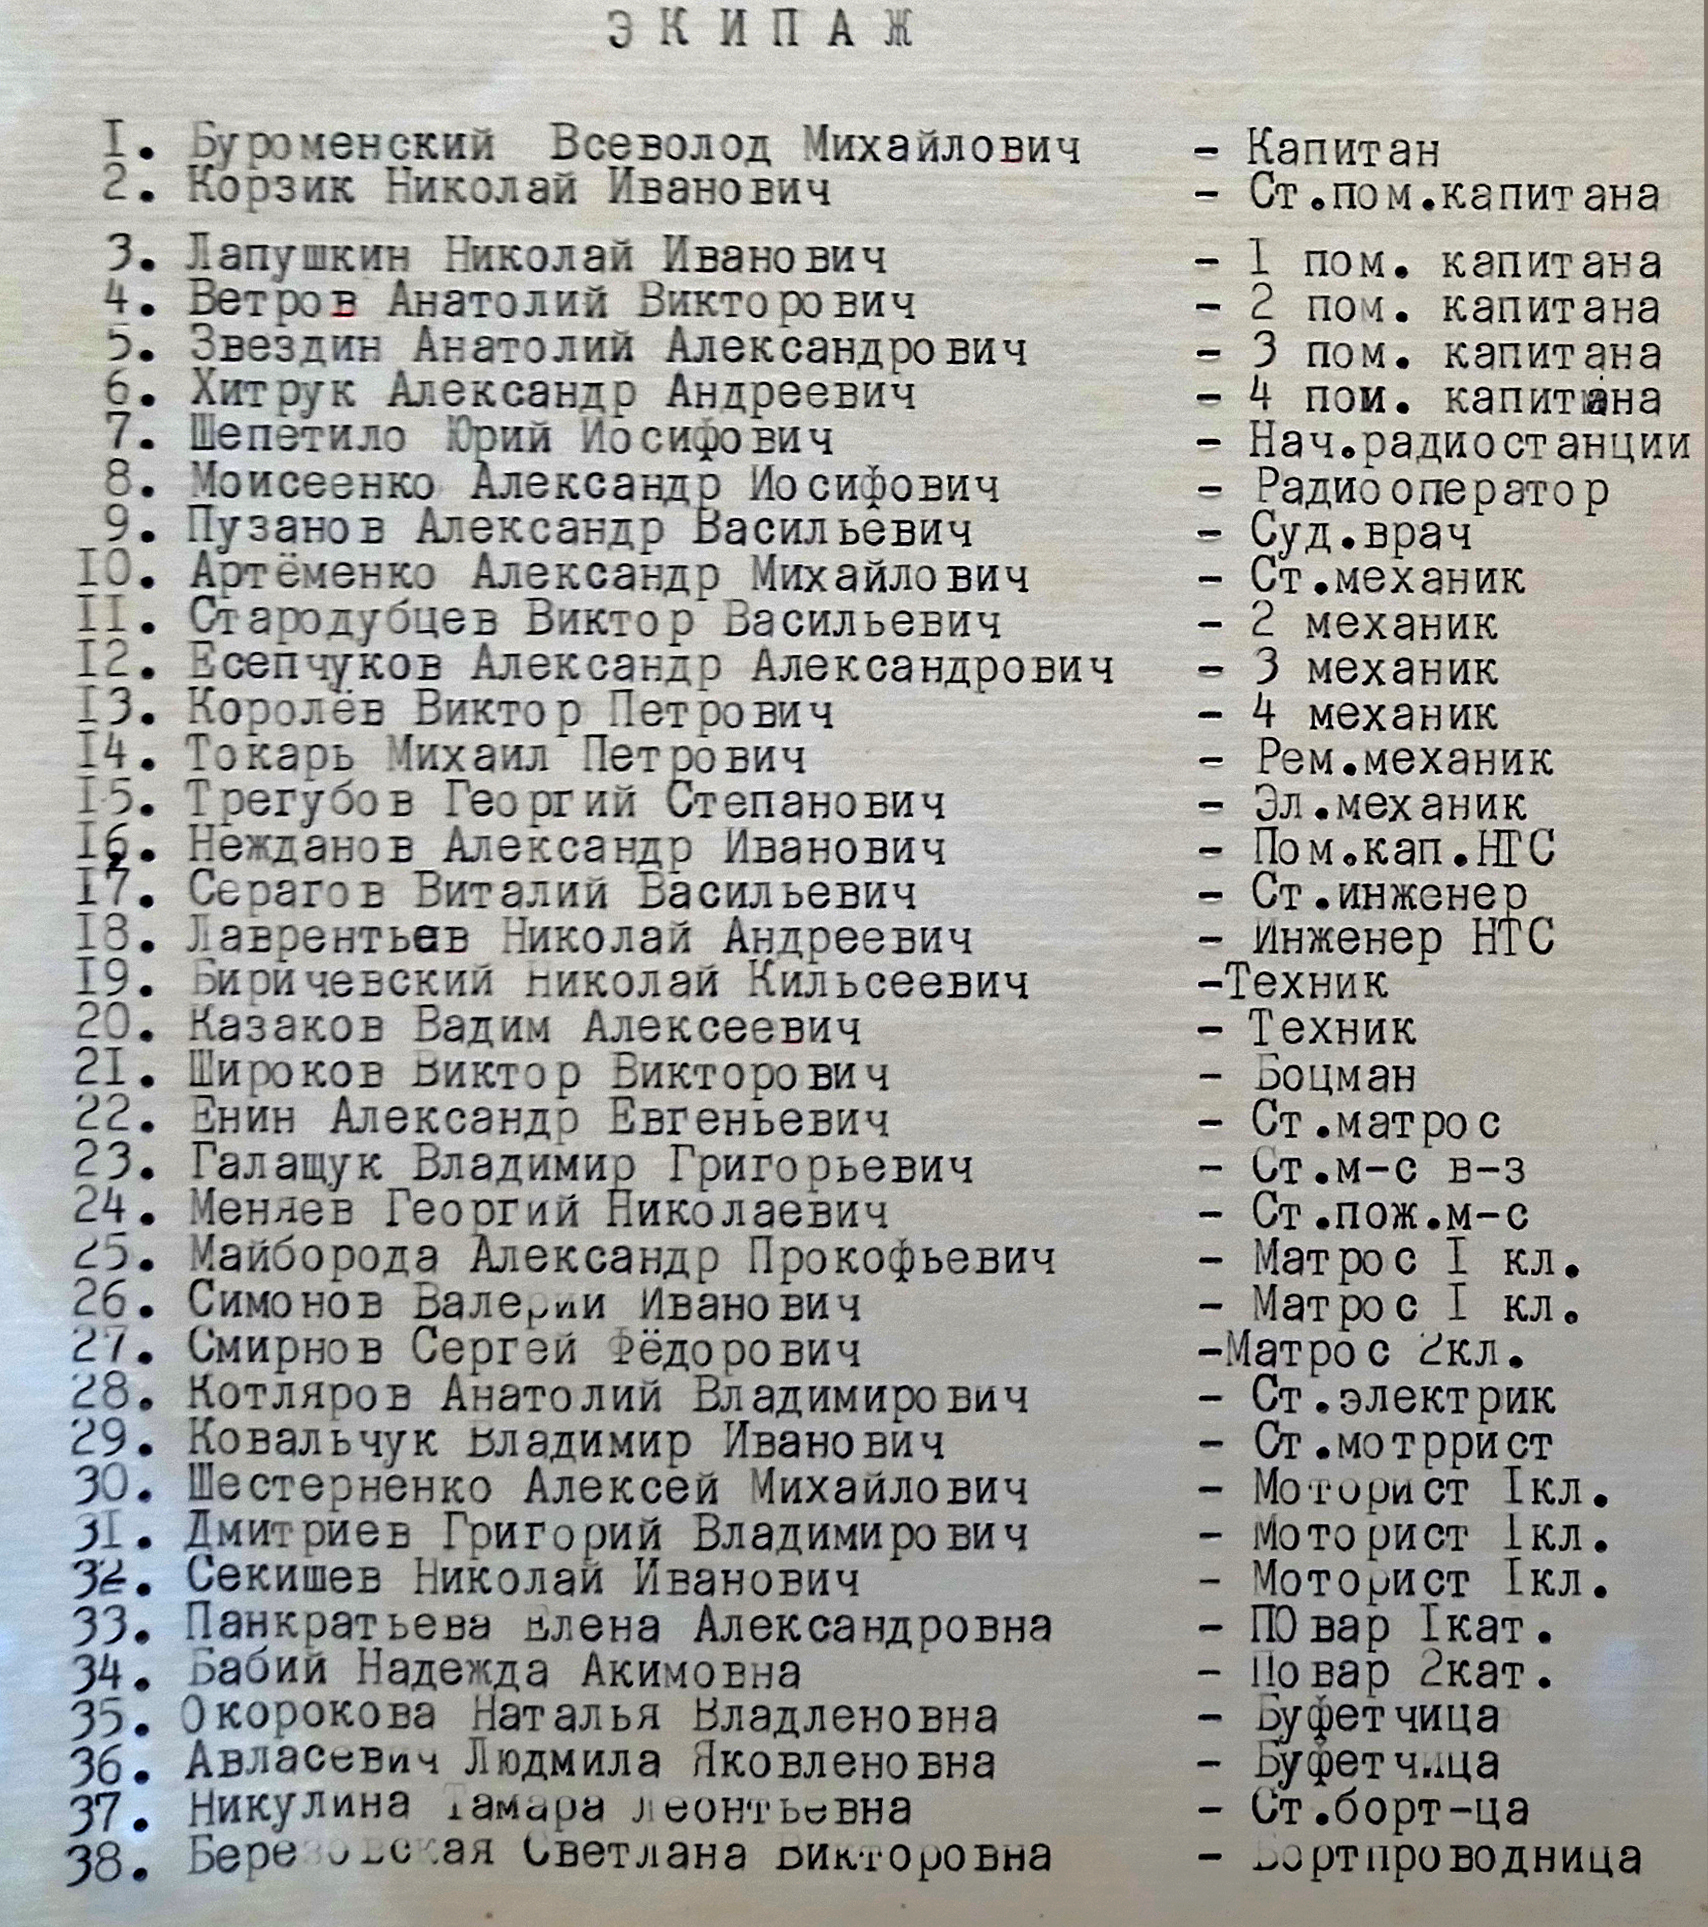 ЭКИПАЖ
I. Буроменский Всеволод Михайлович - Капитан
2. Корзик Николай Иванович - Ст.пом.капитана
3. Лапушкин Николай Иванович - I пом. капитана
4. Ветров Анатолий Викторович - 2 пом. капитана
5. Звездин Анатолий Александрович - 3 пом. капитана
6. Хитрук Александр Андреевич - 4 пом. капитана
7. Шепетило Юрий Иосифович - Нач.радиостанции
8. Моисеенко Александр Иосифович - Радиооператор
9. Пузанов Александр Васильевич - Суд.врач
I0. Артёменко Александр Михайлович - Ст.механик
II. Стародубцев Виктор Васильевич - 2 механик
I2. Есепчуков Александр Александрович - 3 механик
I3. Королёв Виктор Петрович - 4 механик
I4. Токарь Михаил Петрович - Рем.механик
I5. Трегубов Георгий Степанович - Эл.механик
I6. Нежданов Александр Иванович - Пом.кап.НТС
I7. Серагов Виталий Васильевич - Ст.инженер
I8. Лаврентьев Николай Андреевич - Инженер НТС
I9. Биричевский Николай Кильсеевич -Техник
20. Казаков Вадим Алексеевич - Техник
2I. Широков Виктор Викторович - Боцман
22. Енин Александр Евгеньевич - Ст.матрос
23. Галащук Владимир Григорьевич - Ст.м-с в-з
24. Меняев Георгий Николаевич - Ст.пож.м-с
25. Майборода Александр Прокофьевич - Матрос I кл.
26. Симонов Валерий Иванович - Матрос I кл.
27. Смирнов Сергей Фёдорович -Матрос 2кл.
28. Котляров Анатолий Владимирович - Ст.электрик
29. Ковальчук Владимир Иванович - Ст.мотррист
30. Шестерненко Алексей Михайлович - Моторист Iкл.
3I. Дмитриев Григорий Владимирович - Моторист Iкл.
32. Секишев Николай Иванович - Моторист Iкл.
33. Панкратьева Елена Александровна - ПОвар Iкат.
34. Бабий Надежда Акимовна - Повар 2кат.
35. Окорокова Наталья Владленовна - Буфетчица
36. Авласевич Людмила Яковленовна - Буфетчица
37. Никулина Тамара Леонтьевна - Ст.борт-ца
38. Березовская Светлана Викторовна - Бортпроводница